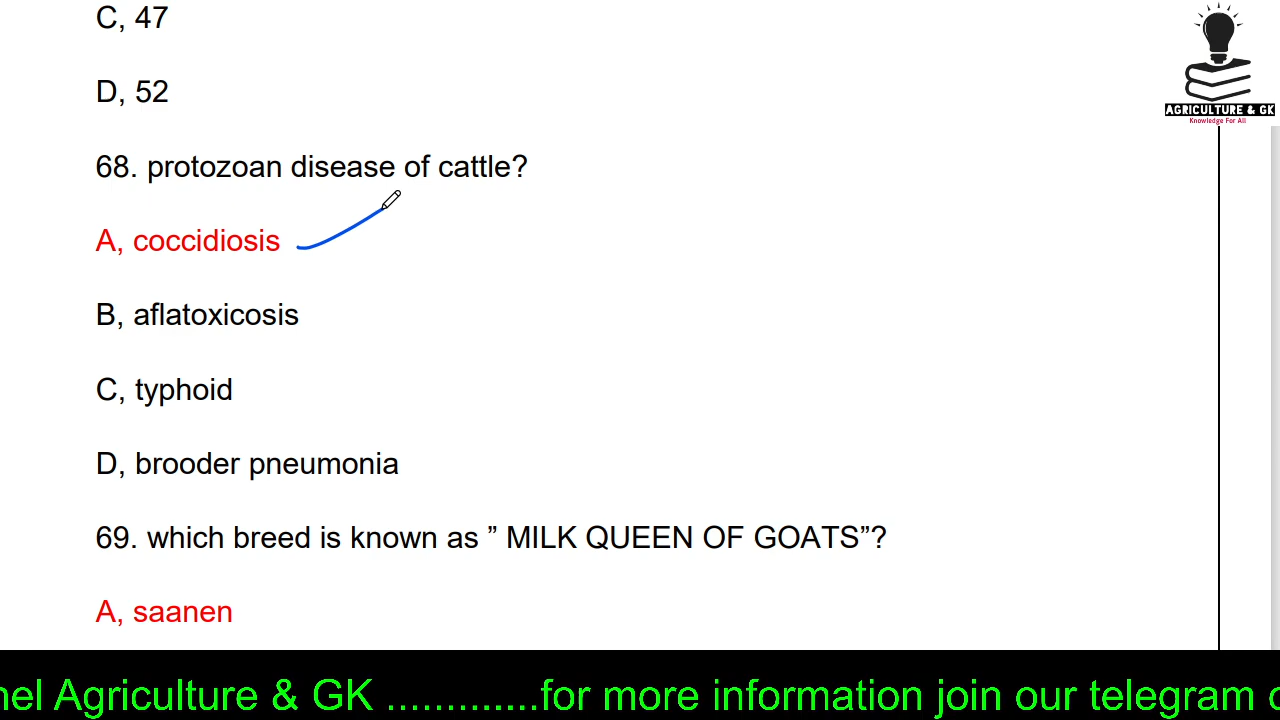 C, 47
D, 52
68. protozoan disease of cattle?
A, coccidiosis
B, aflatoxicosis
C, typhoid
D, brooder pneumonia
69. which breed is known as ” MILK QUEEN OF GOATS”?
A, saanen
AGRICULTURE & GK
Knowledge For All
nel Agriculture & GK .............for more information join our telegram c